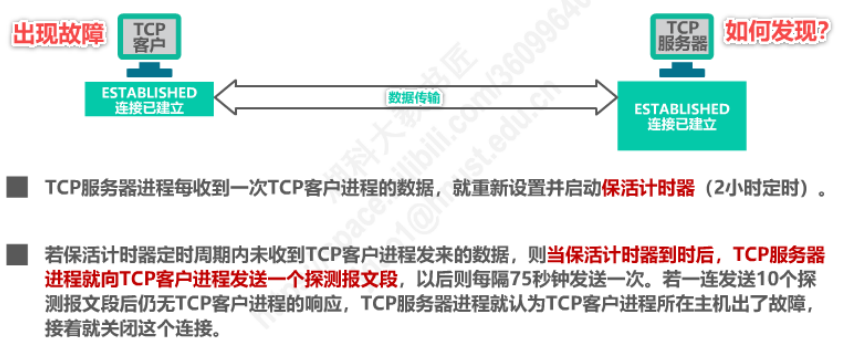 出现故障
TCP
客户
TCP
服务器
如何发现?
ESTABLISHED
连接已建立
数据传输
ESTABLISHED
连接已建立
TCP服务器进程每收到一次TCP客户进程的数据，就重新设置并启动保活计时器（2小时定时）。
若保活计时器定时周期内未收到TCP客户进程发来的数据，则当保活计时器到时后，TCP服务器
进程就向TCP客户进程发送一个探测报文段，以后则每隔75秒钟发送一次。若一连发送10个探
测报文段后仍无TCP客户进程的响应，TCP服务器进程就认为TCP客户进程所在主机出了故障，
接着就关闭这个连接。